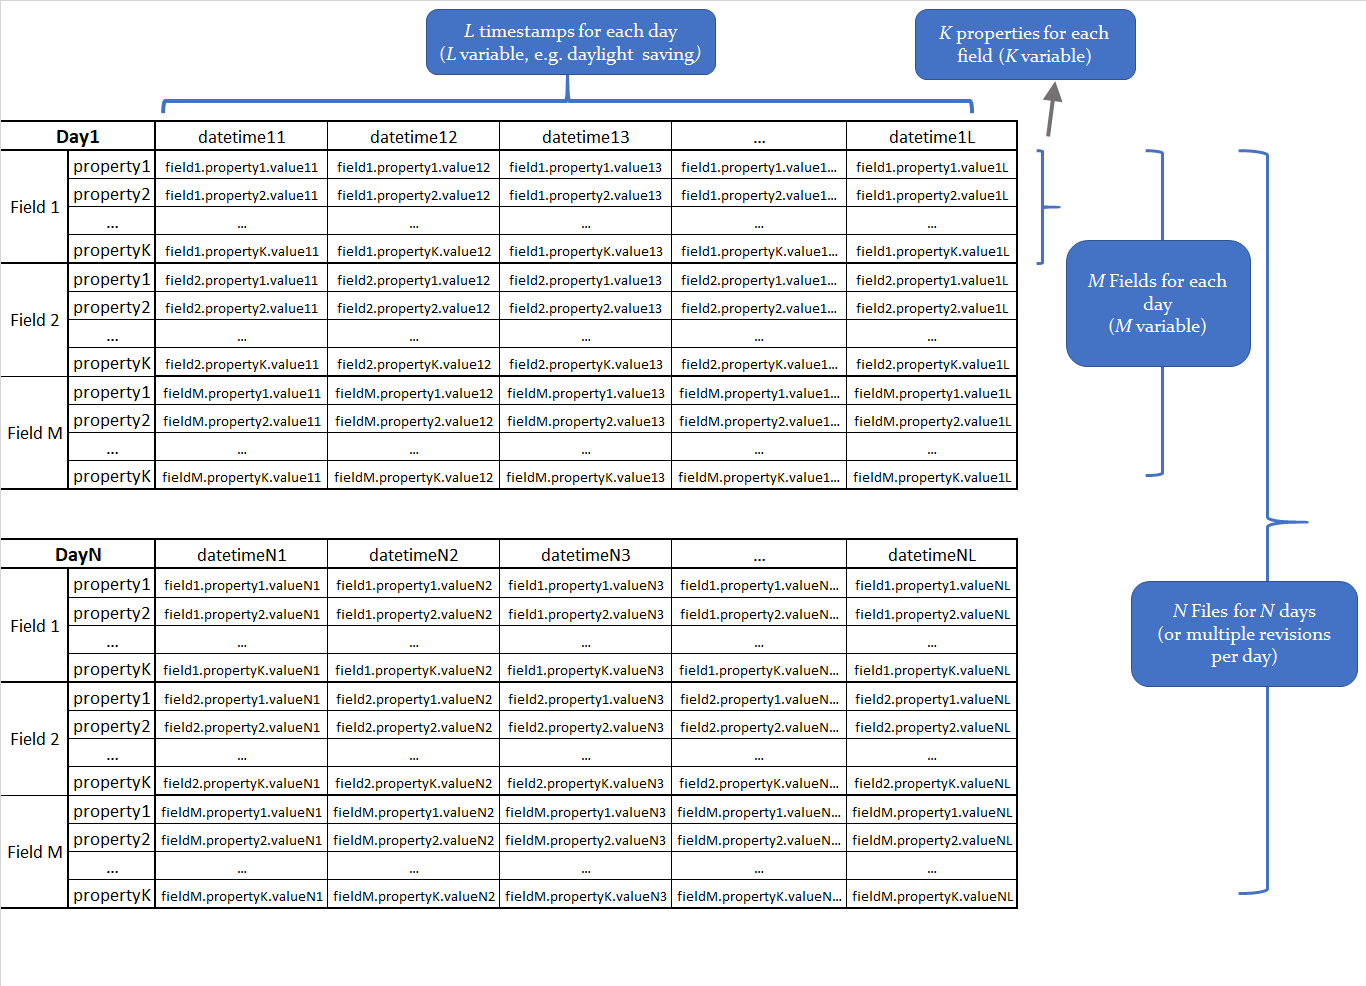 L timestamps for each day
(L variable, e.g. daylight saving)
K properties for each
field (K variable)
Day1 datetime11 datetime12 datetime13 ... datetime1L
Field 1
property1 field1.property1.value11 field1.property1.value12 field1.property1.value13 field1.property1.value1... field1.property1.value1L
property2 field1.property2.value11 field1.property2.value12 field1.property2.value13 field1.property2.value1... field1.property2.value1L
... ... ... ... ... ...
propertyK field1.propertyK.value11 field1.propertyK.value12 field1.propertyK.value13 field1.propertyK.value1... field1.propertyK.value1L
Field 2
property1 field2.property1.value11 field2.property1.value12 field2.property1.value13 field2.property1.value1... field2.property1.value1L
property2 field2.property2.value11 field2.property2.value12 field2.property2.value13 field2.property2.value1... field2.property2.value1L
... ... ... ... ... ...
propertyK field2.propertyK.value11 field2.propertyK.value12 field2.propertyK.value13 field2.propertyK.value1... field2.propertyK.value1L
Field M
property1 fieldM.property1.value11 fieldM.property1.value12 fieldM.property1.value13 fieldM.property1.value1... fieldM.property1.value1L
property2 fieldM.property2.value11 fieldM.property2.value12 fieldM.property2.value13 fieldM.property2.value1... fieldM.property2.value1L
... ... ... ... ... ...
propertyK fieldM.propertyK.value11 fieldM.propertyK.value12 fieldM.propertyK.value13 fieldM.propertyK.value1... fieldM.propertyK.value1L
M Fields for each
day
(M variable)
DayN datetimeN1 datetimeN2 datetimeN3 ... datetimeNL
Field 1
property1 field1.property1.valueN1 field1.property1.valueN2 field1.property1.valueN3 field1.property1.valueN... field1.property1.valueNL
property2 field1.property2.valueN1 field1.property2.valueN2 field1.property2.valueN3 field1.property2.valueN... field1.property2.valueNL
... ... ... ... ... ...
propertyK field1.propertyK.valueN1 field1.propertyK.valueN2 field1.propertyK.valueN3 field1.propertyK.valueN... field1.propertyK.valueNL
Field 2
property1 field2.property1.valueN1 field2.property1.valueN2 field2.property1.valueN3 field2.property1.valueN... field2.property1.valueNL
property2 field2.property2.valueN1 field2.property2.valueN2 field2.property2.valueN3 field2.property2.valueN... field2.property2.valueNL
... ... ... ... ... ...
propertyK field2.propertyK.valueN1 field2.propertyK.valueN2 field2.propertyK.valueN3 field2.propertyK.valueN... field2.propertyK.valueNL
Field M
property1 fieldM.property1.valueN1 fieldM.property1.valueN2 fieldM.property1.valueN3 fieldM.property1.valueN... fieldM.property1.valueNL
property2 fieldM.property2.valueN1 fieldM.property2.valueN2 fieldM.property2.valueN3 fieldM.property2.valueN... fieldM.property2.valueNL
... ... ... ... ... ...
propertyK fieldM.propertyK.valueN1 fieldM.propertyK.valueN2 fieldM.propertyK.valueN3 fieldM.propertyK.valueN... fieldM.propertyK.valueNL
N Files for N days
(or multiple revisions
per day)